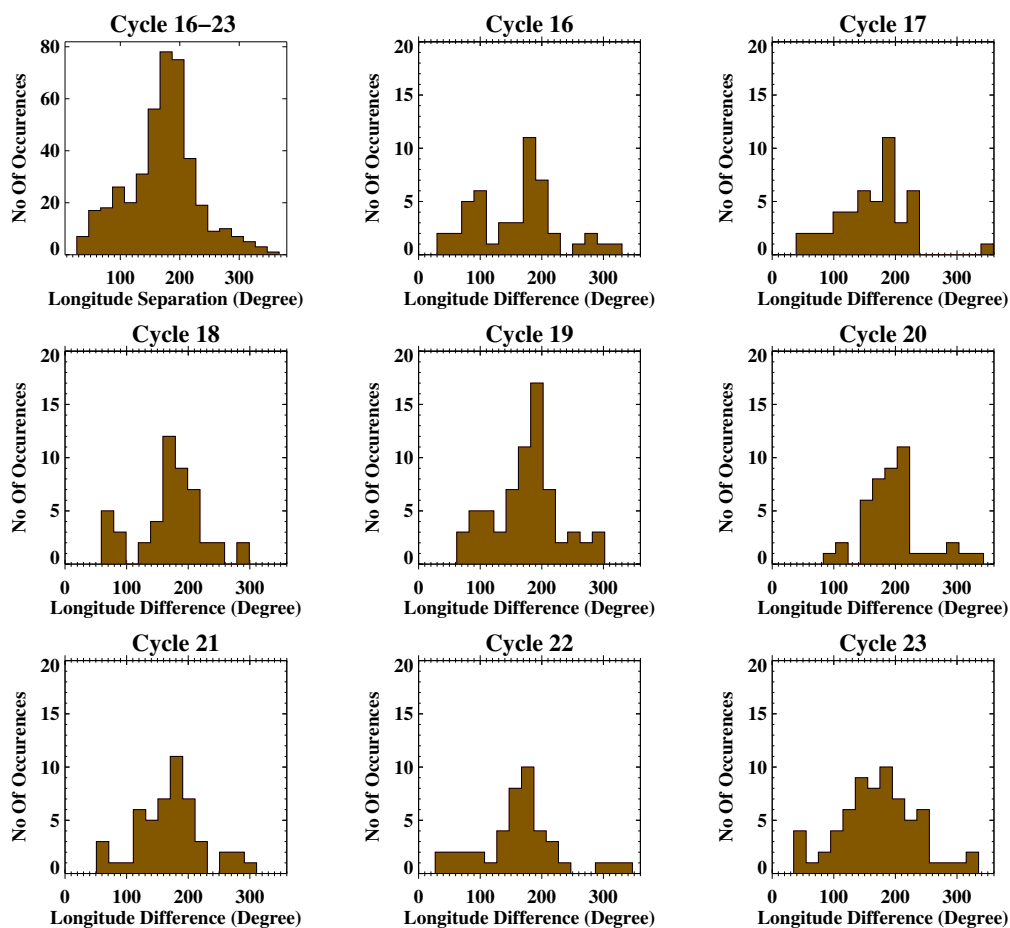 Cycle 16−23
Cycle 16
Cycle 17
No Of Occurences
80
60
40
20
0
100 200 300
Longitude Separation (Degree)
No Of Occurences
20
15
10
5
0
0 100 200 300
Longitude Difference (Degree)
No Of Occurences
20
15
10
5
0
0 100 200 300
Longitude Difference (Degree)
Cycle 18
Cycle 19
Cycle 20
No Of Occurences
20
15
10
5
0
0 100 200 300
Longitude Difference (Degree)
No Of Occurences
20
15
10
5
0
0 100 200 300
Longitude Difference (Degree)
No Of Occurences
20
15
10
5
0
0 100 200 300
Longitude Difference (Degree)
Cycle 21
Cycle 22
Cycle 23
No Of Occurences
20
15
10
5
0
0 100 200 300
Longitude Difference (Degree)
No Of Occurences
20
15
10
5
0
0 100 200 300
Longitude Difference (Degree)
No Of Occurences
20
15
10
5
0
0 100 200 300
Longitude Difference (Degree)